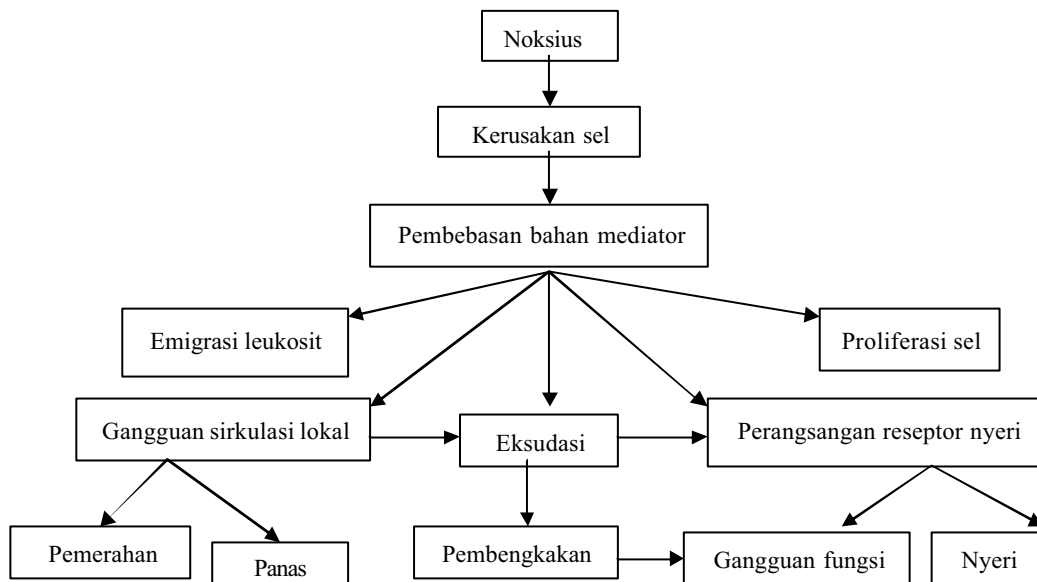 Noksius
Kerusakan sel
Pembebasan bahan mediator
Emigrasi leukosit
Proliferasi sel
Gangguan sirkulasi lokal
Eksudasi
Perangsangan reseptor nyeri
Pemerahan
Panas
Pembengkakan
Gangguan fungsi
Nyeri